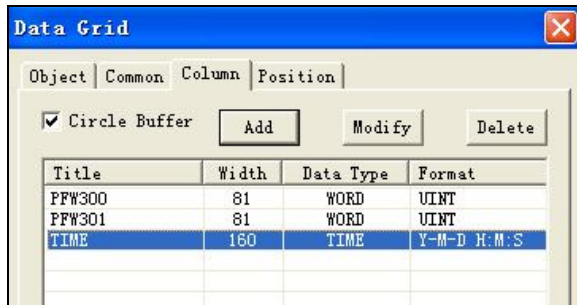 Data Grid
Object Common Column Position
Circle Buffer Add Modify Delete
Title Width Data Type Format
PFW300 81 WORD UINT
PFW301 81 WORD UINT
TIME 160 TIME Y-M-D H:M:S